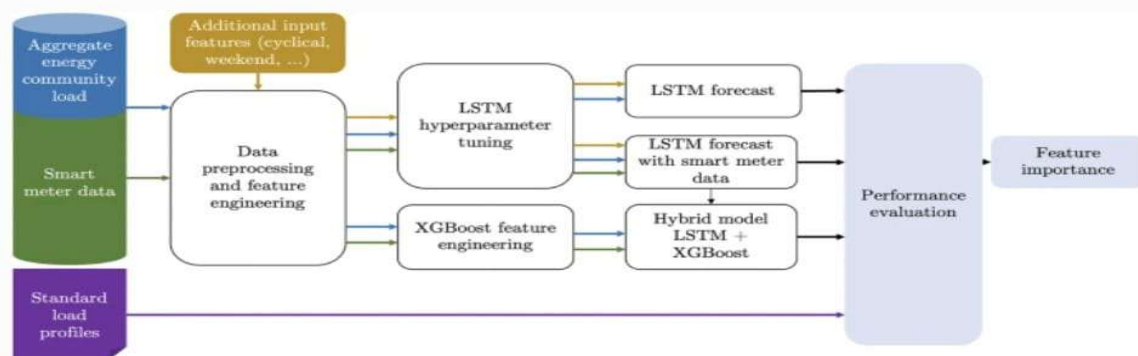 Aggregate
energy
community
load
Smart
meter data
Standard
load
profiles
Additional input
features (cyclical,
weekend, ...)
Data
preprocessing
and feature
engineering
LSTM
hyperparameter
tuning
XGBoost feature
engineering
LSTM forecast
LSTM forecast
with smart meter
data
Hybrid model
LSTM +
XGBoost
Performance
evaluation
Feature
importance